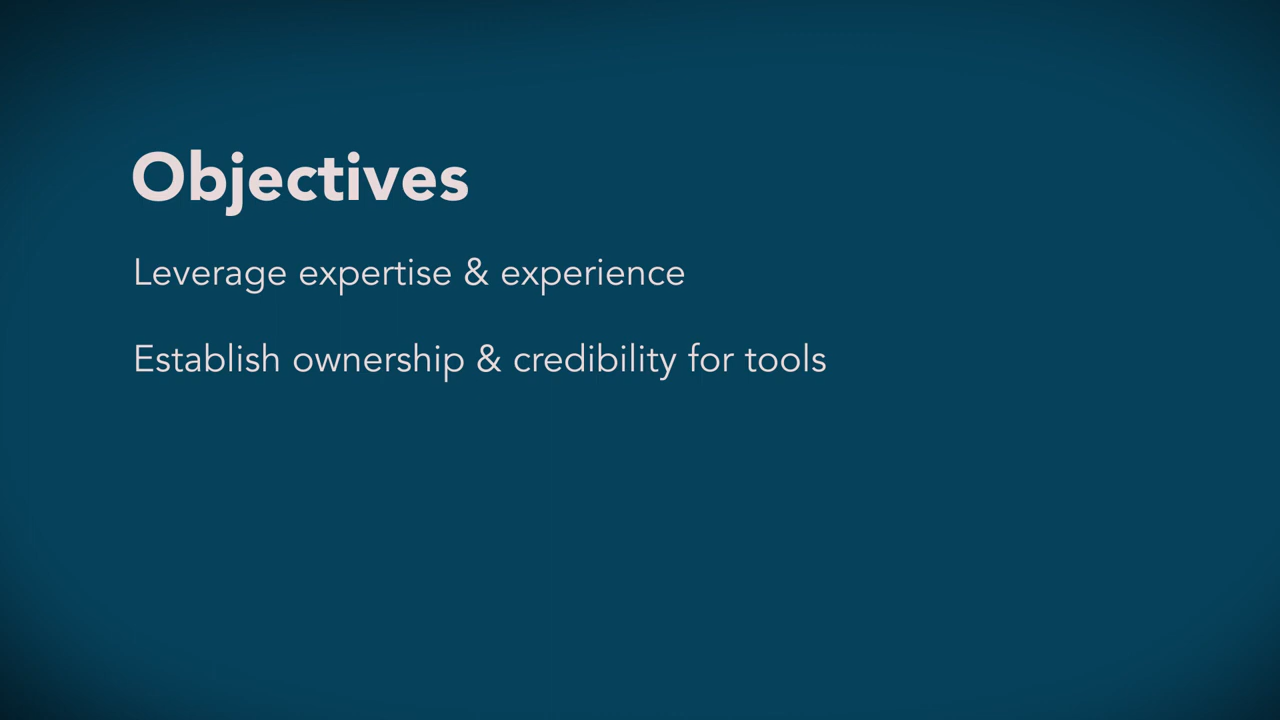 Objectives
Leverage expertise & experience
Establish ownership & credibility for tools